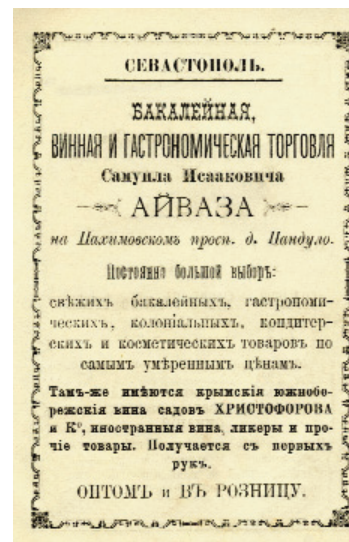 СЕВАСТОПОЛЬ.
БАКАЛЕЙНАЯ,
ВИННАЯ И ГАСТРОНОМИЧЕСКАЯ ТОРГОВЛЯ
Самуила Исааковича
АЙВАЗА
на Нахимовскомъ просп. д. Пандуло.
Постоянно большой выборъ:
свѣжихъ бакалейныхъ, гастрономи-
ческихъ, колоніальныхъ, кондитер-
скихъ и косметическихъ товаровъ по
самымъ умѣреннымъ цѣнамъ.
Тамъ-же имѣются крымскія южнобе-
режскія вина садовъ ХРИСТОФОРОВА
и Кº, иностранныя вина, ликеры и про-
чіе товары. Получается съ первыхъ
рукъ.
ОПТОМЪ и ВЪ РОЗНИЦУ.